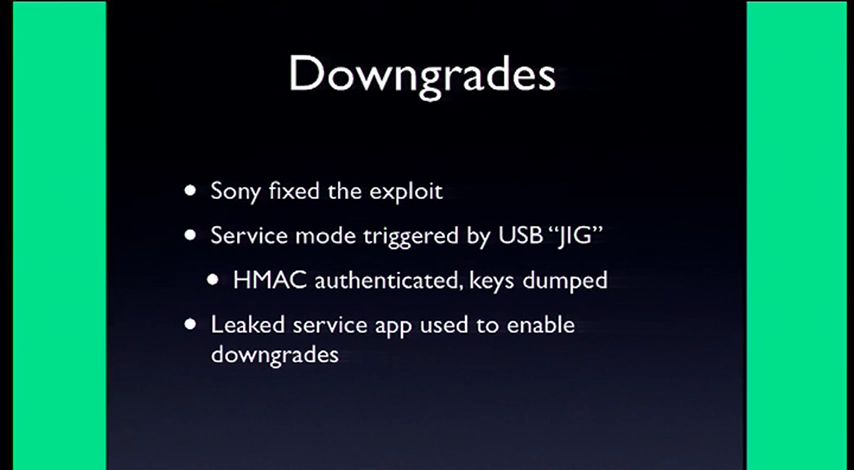 Downgrades
• Sony fixed the exploit
• Service mode triggered by USB “JIG”
• HMAC authenticated, keys dumped
• Leaked service app used to enable
downgrades